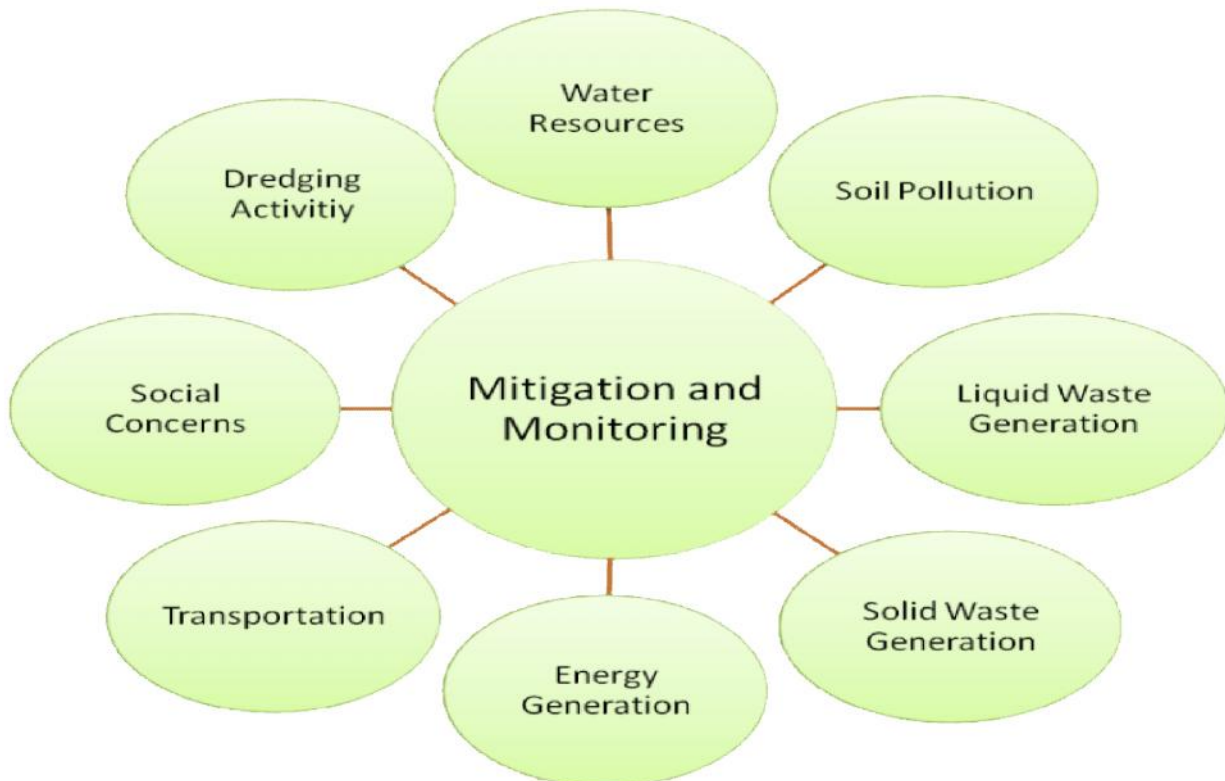 Water
Resources
Soil Pollution
Liquid Waste
Generation
Solid Waste
Generation
Energy
Generation
Transportation
Social
Concerns
Dredging
Activitiy
Mitigation and
Monitoring